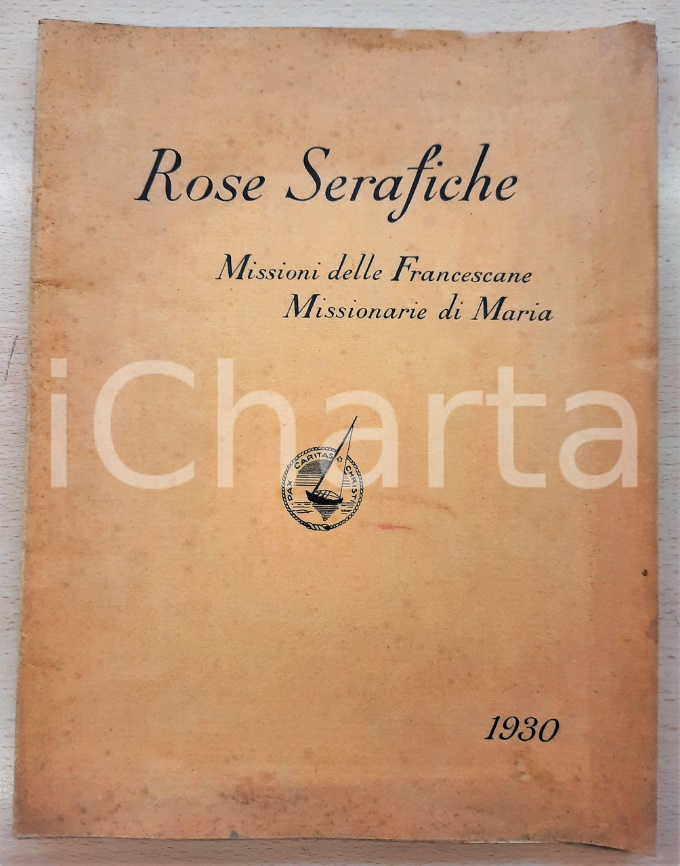 Rose Serafiche
Missioni delle Francescane
Missionarie di Maria
iCharta
PAX CARITAS CHRISTI
1930